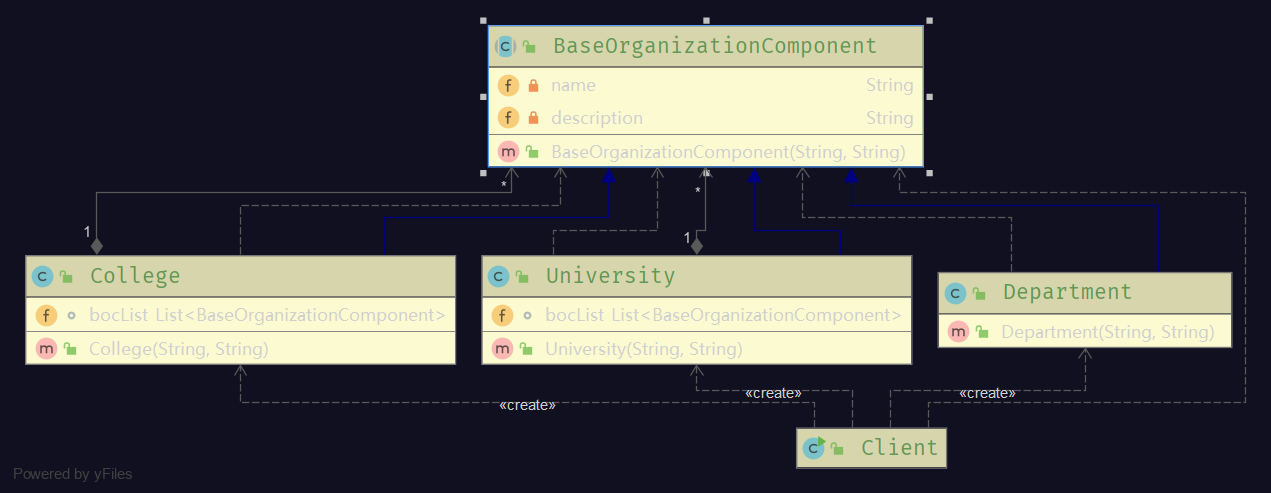 BaseOrganizationComponent
name String
description String
BaseOrganizationComponent(String, String)
*
*
1
1
College
bocList List<BaseOrganizationComponent>
College(String, String)
University
bocList List<BaseOrganizationComponent>
University(String, String)
Department
Department(String, String)
«create»
«create»
«create»
Client
Powered by yFiles